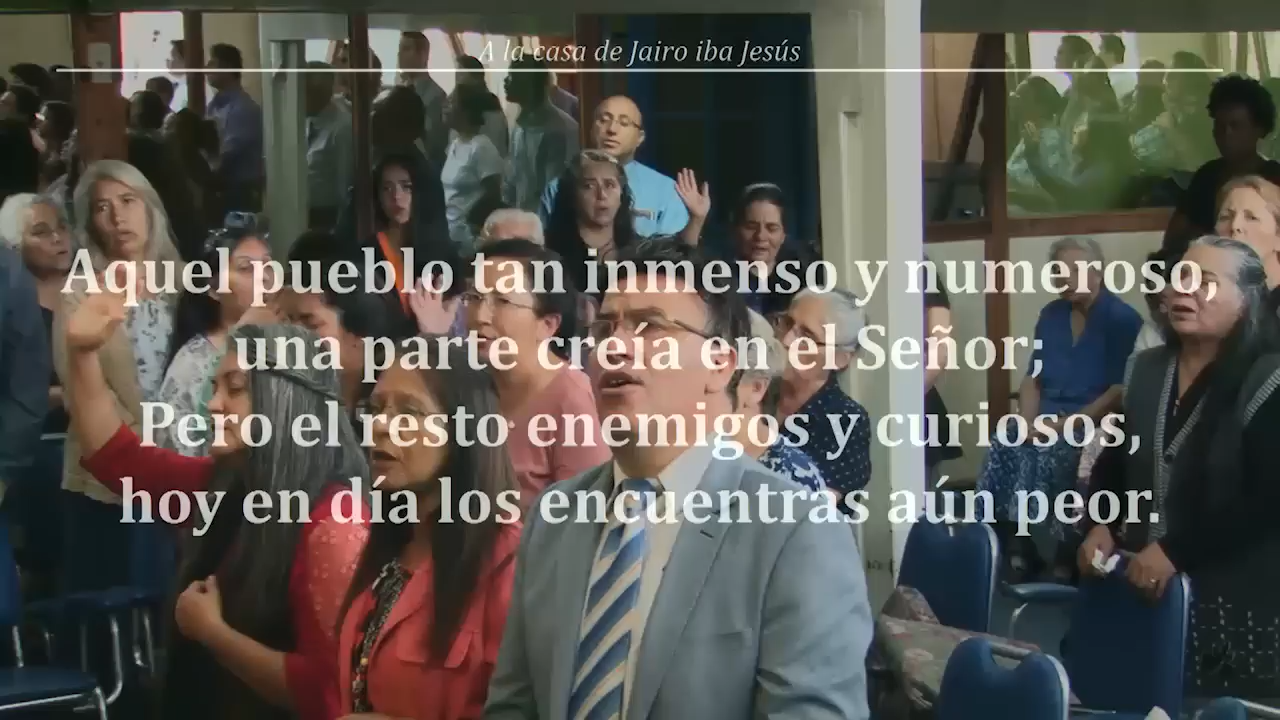 A la casa de Jairo iba Jesús
Aquel pueblo tan inmenso y numeroso,
una parte creía en el Señor;
Pero el resto enemigos y curiosos,
hoy en día los encuentras aún peor.